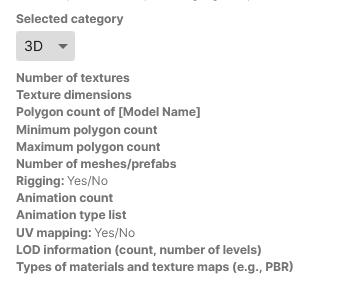 Selected category
3D
Number of textures
Texture dimensions
Polygon count of [Model Name]
Minimum polygon count
Maximum polygon count
Number of meshes/prefabs
Rigging: Yes/No
Animation count
Animation type list
UV mapping: Yes/No
LOD information (count, number of levels)
Types of materials and texture maps (e.g., PBR)